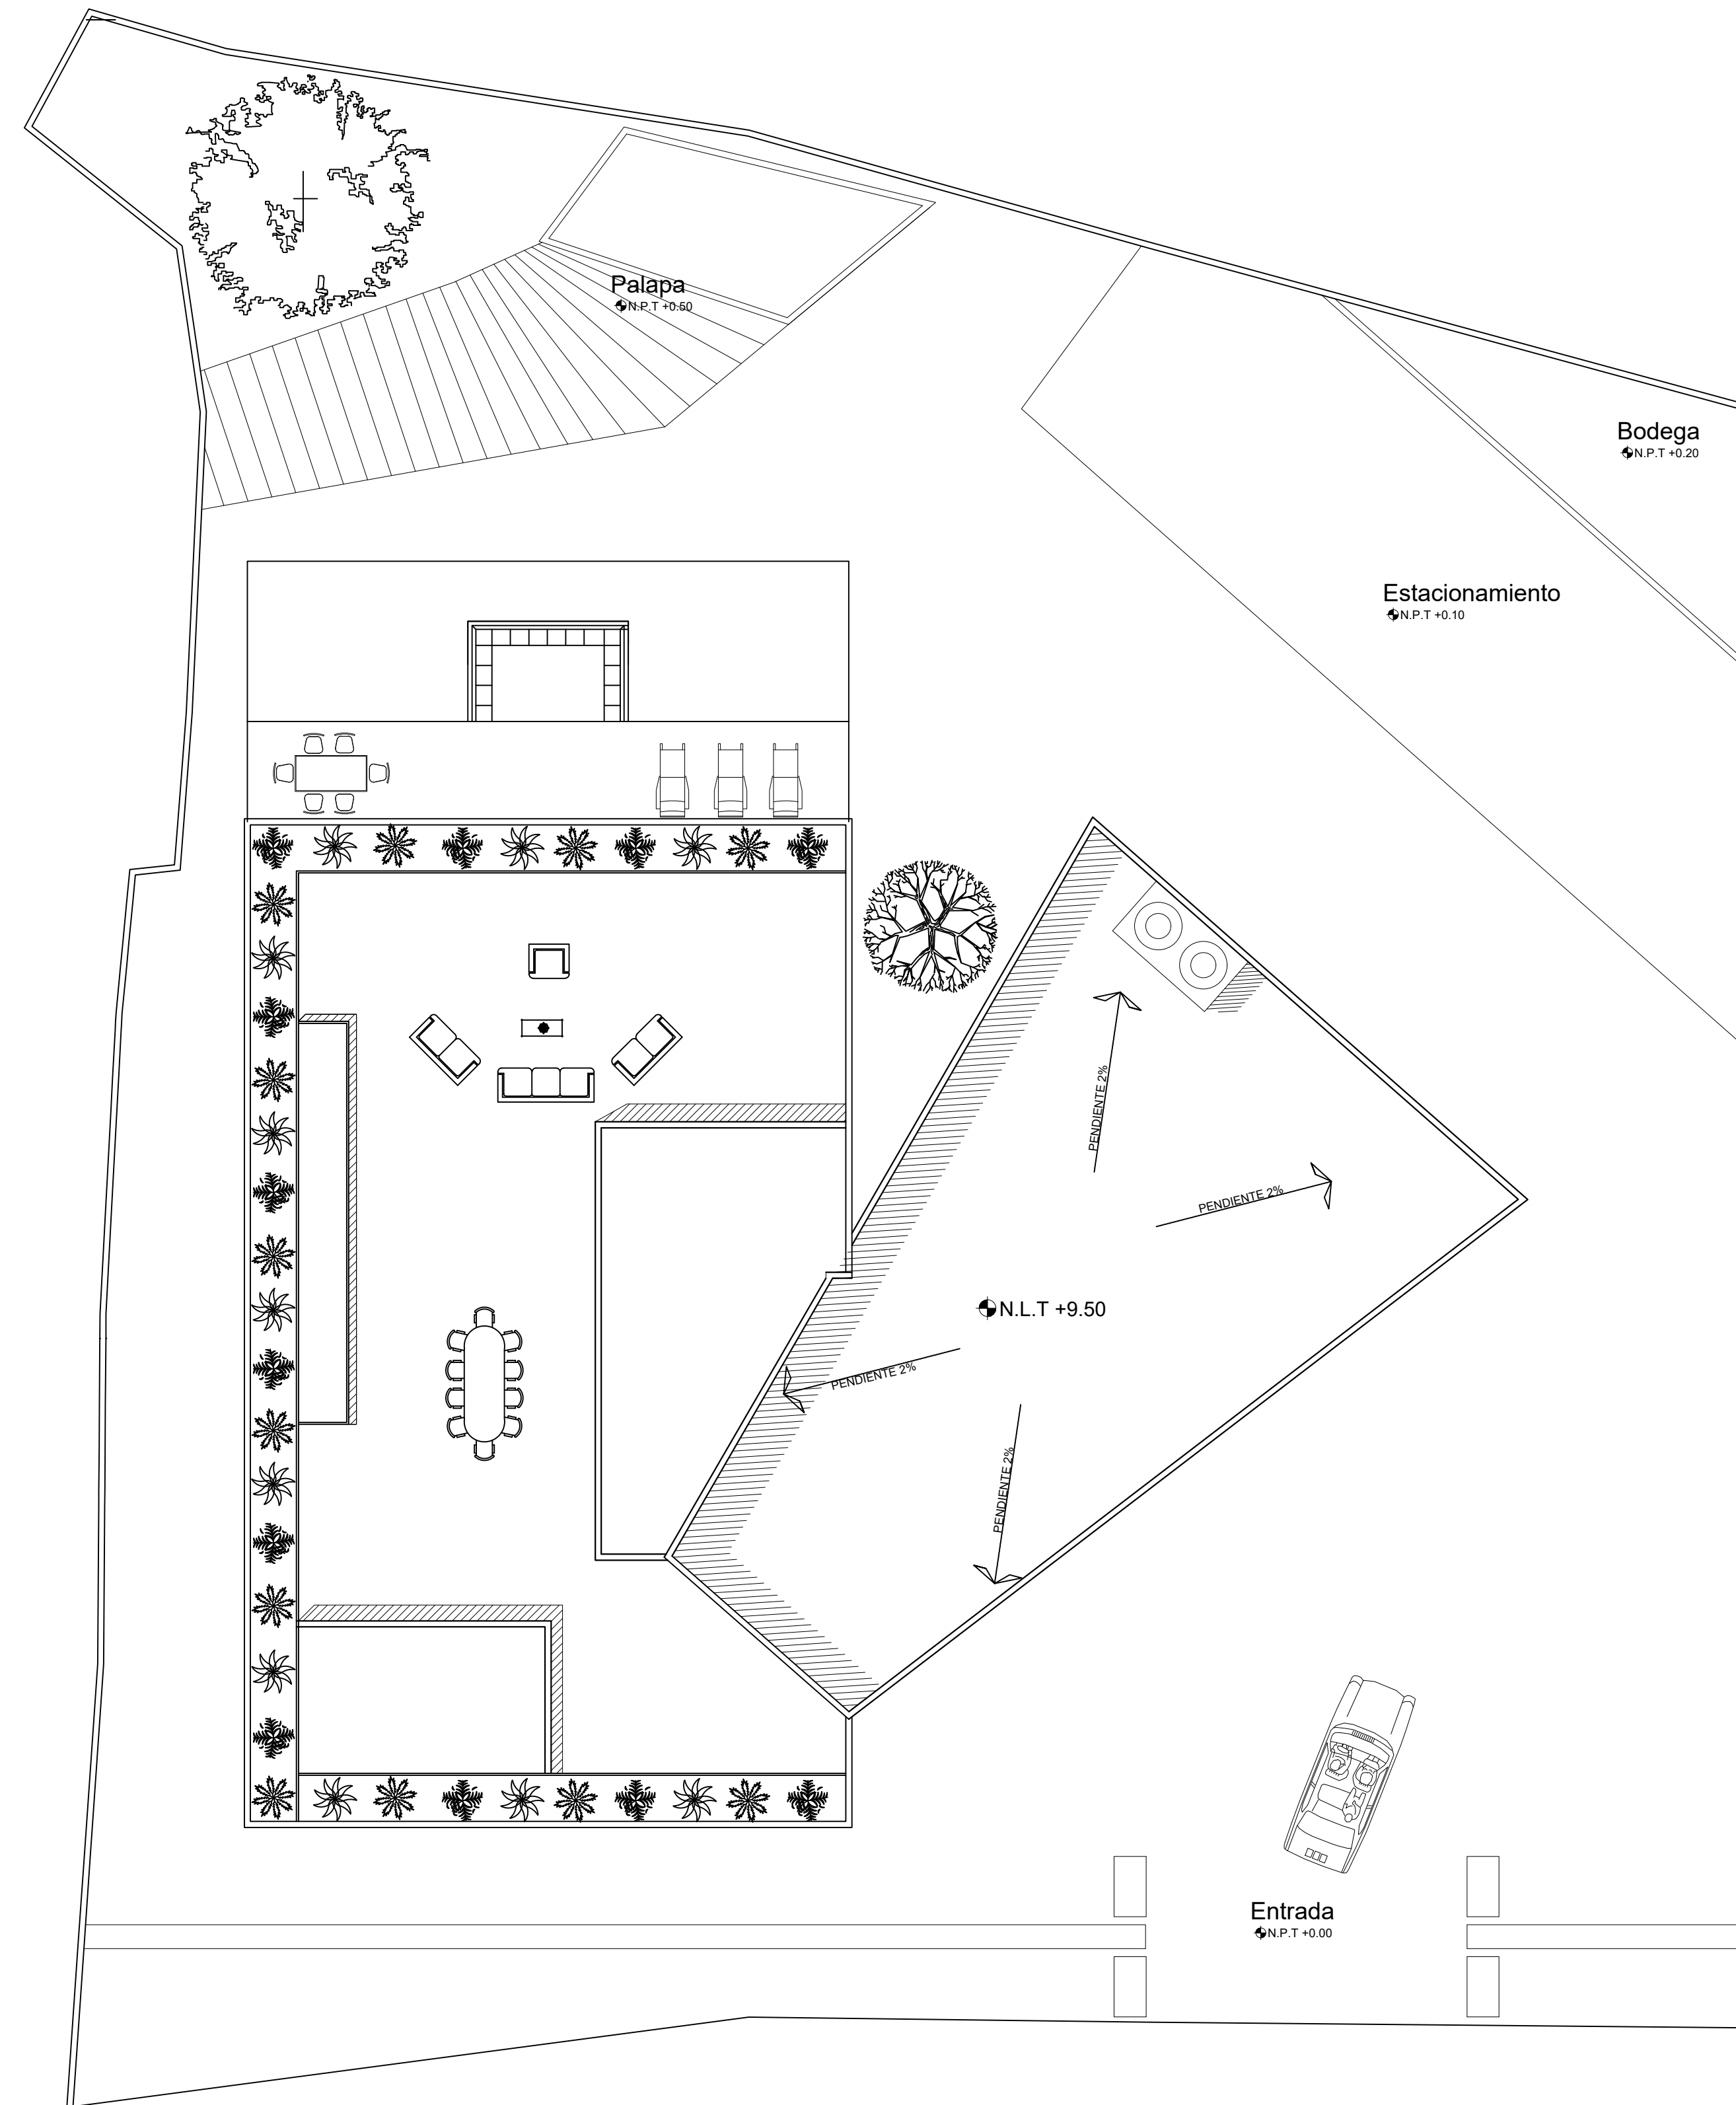 Palapa
N.P.T +0.50
Bodega
N.P.T +0.20
Estacionamiento
N.P.T +0.10
PENDIENTE 2%
PENDIENTE 2%
N.L.T +9.50
PENDIENTE 2%
PENDIENTE 2%
Entrada
N.P.T +0.00